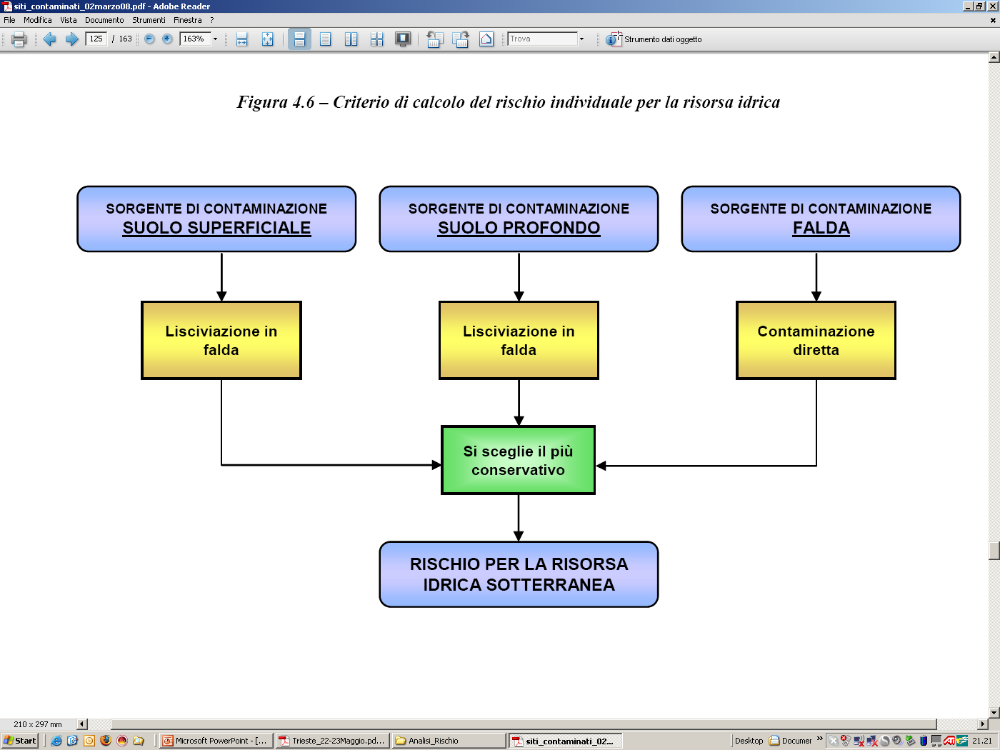 siti_contaminati_02marzo08.pdf - Adobe Reader
File Modifica Vista Documento Strumenti Finestra ?
125 / 163 163% Trova Strumento dati oggetto
Figura 4.6 – Criterio di calcolo del rischio individuale per la risorsa idrica
SORGENTE DI CONTAMINAZIONE
SUOLO SUPERFICIALE
SORGENTE DI CONTAMINAZIONE
SUOLO PROFONDO
SORGENTE DI CONTAMINAZIONE
FALDA
Lisciviazione in
falda
Lisciviazione in
falda
Contaminazione
diretta
Si sceglie il più
conservativo
RISCHIO PER LA RISORSA
IDRICA SOTTERRANEA
210 x 297 mm
Start Microsoft PowerPoint - [... Trieste_22-23Maggio.pd... Analisi_Rischio siti_contaminati_02... Desktop Documer » 21.21